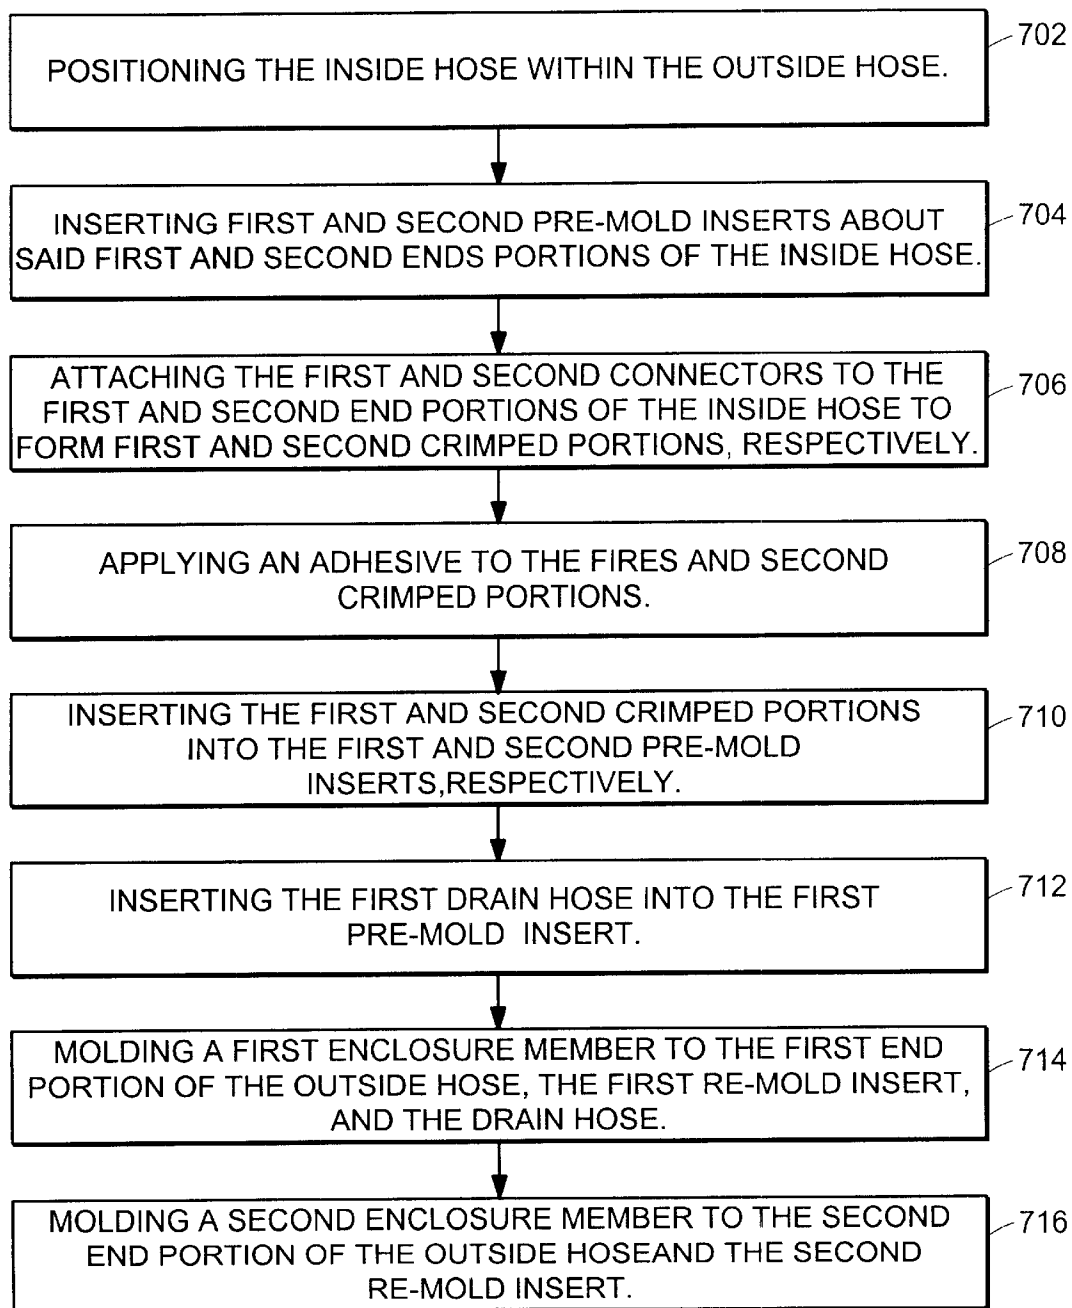 POSITIONING THE INSIDE HOSE WITHIN THE OUTSIDE HOSE.
702
INSERTING FIRST AND SECOND PRE-MOLD INSERTS ABOUT
SAID FIRST AND SECOND ENDS PORTIONS OF THE INSIDE HOSE.
704
ATTACHING THE FIRST AND SECOND CONNECTORS TO THE
FIRST AND SECOND END PORTIONS OF THE INSIDE HOSE TO
FORM FIRST AND SECOND CRIMPED PORTIONS, RESPECTIVELY.
706
APPLYING AN ADHESIVE TO THE FIRES AND SECOND
CRIMPED PORTIONS.
708
INSERTING THE FIRST AND SECOND CRIMPED PORTIONS
INTO THE FIRST AND SECOND PRE-MOLD
INSERTS,RESPECTIVELY.
710
INSERTING THE FIRST DRAIN HOSE INTO THE FIRST
PRE-MOLD INSERT.
712
MOLDING A FIRST ENCLOSURE MEMBER TO THE FIRST END
PORTION OF THE OUTSIDE HOSE, THE FIRST RE-MOLD INSERT,
AND THE DRAIN HOSE.
714
MOLDING A SECOND ENCLOSURE MEMBER TO THE SECOND
END PORTION OF THE OUTSIDE HOSEAND THE SECOND
RE-MOLD INSERT.
716